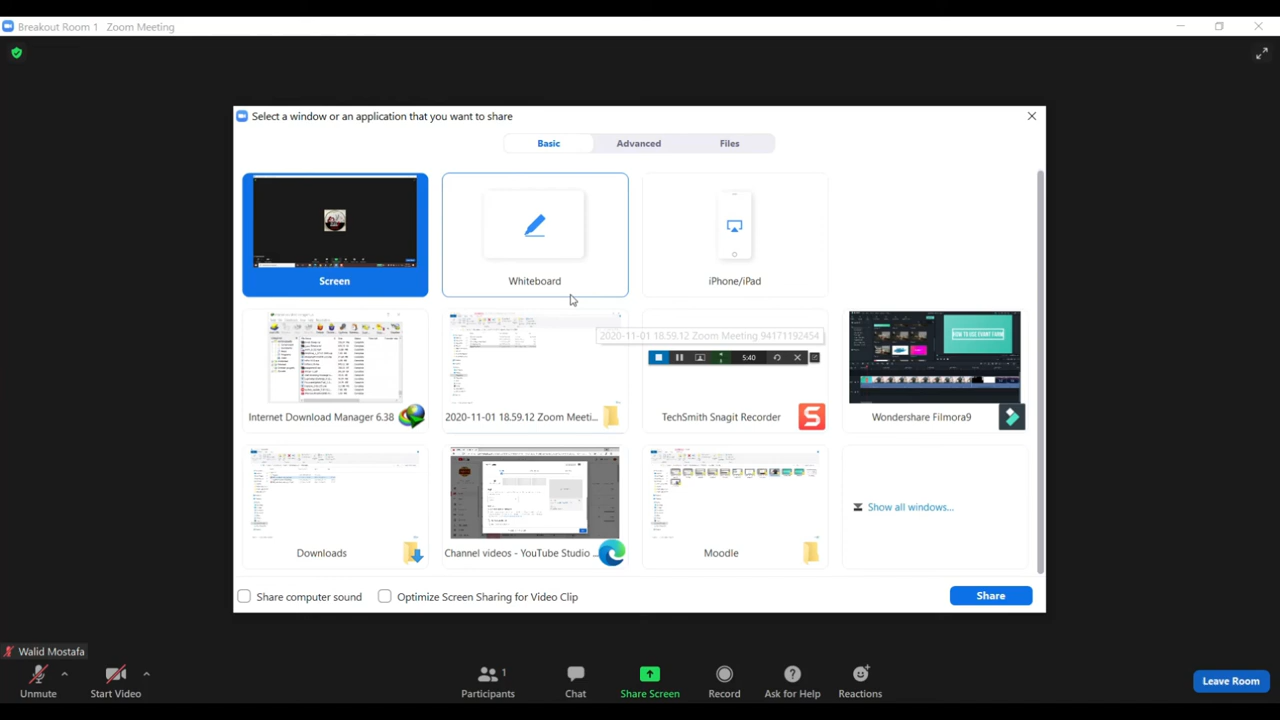 Breakout Room 1 Zoom Meeting
Select a window or an application that you want to share
Basic Advanced Files
Screen
Whiteboard
iPhone/iPad
2020-11-01 18.59.12 Zoom Meeting 94171192454
5:40
Internet Download Manager 6.38
2020-11-01 18.59.12 Zoom Meeti...
TechSmith Snagit Recorder
Wondershare Filmora9
Downloads
Channel videos - YouTube Studio ...
Moodle
Show all windows...
Share computer sound
Optimize Screen Sharing for Video Clip
Share
Walid Mostafa
Unmute
Start Video
Participants 1
Chat
Share Screen
Record
Ask for Help
Reactions
Leave Room